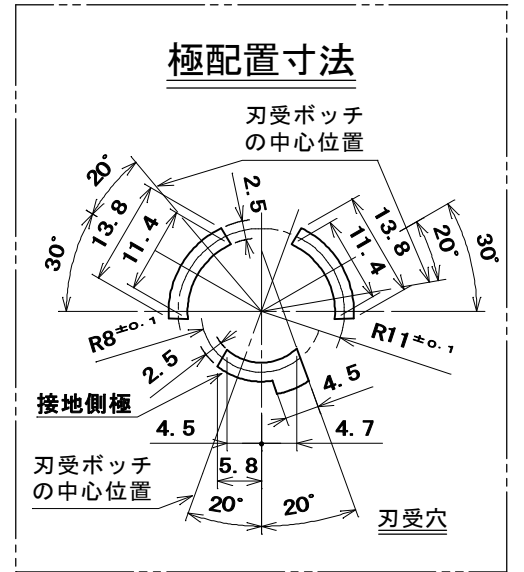 極配置寸法
刃受ボッチ
の中心位置
20°
13.8
11.4
30°
2.5
13.8
11.4
20°
30°
R8±0.1
2.5
R11±0.1
接地側極
4.5
4.5
4.7
5.8
刃受ボッチ
の中心位置
20°
20°
刃受穴